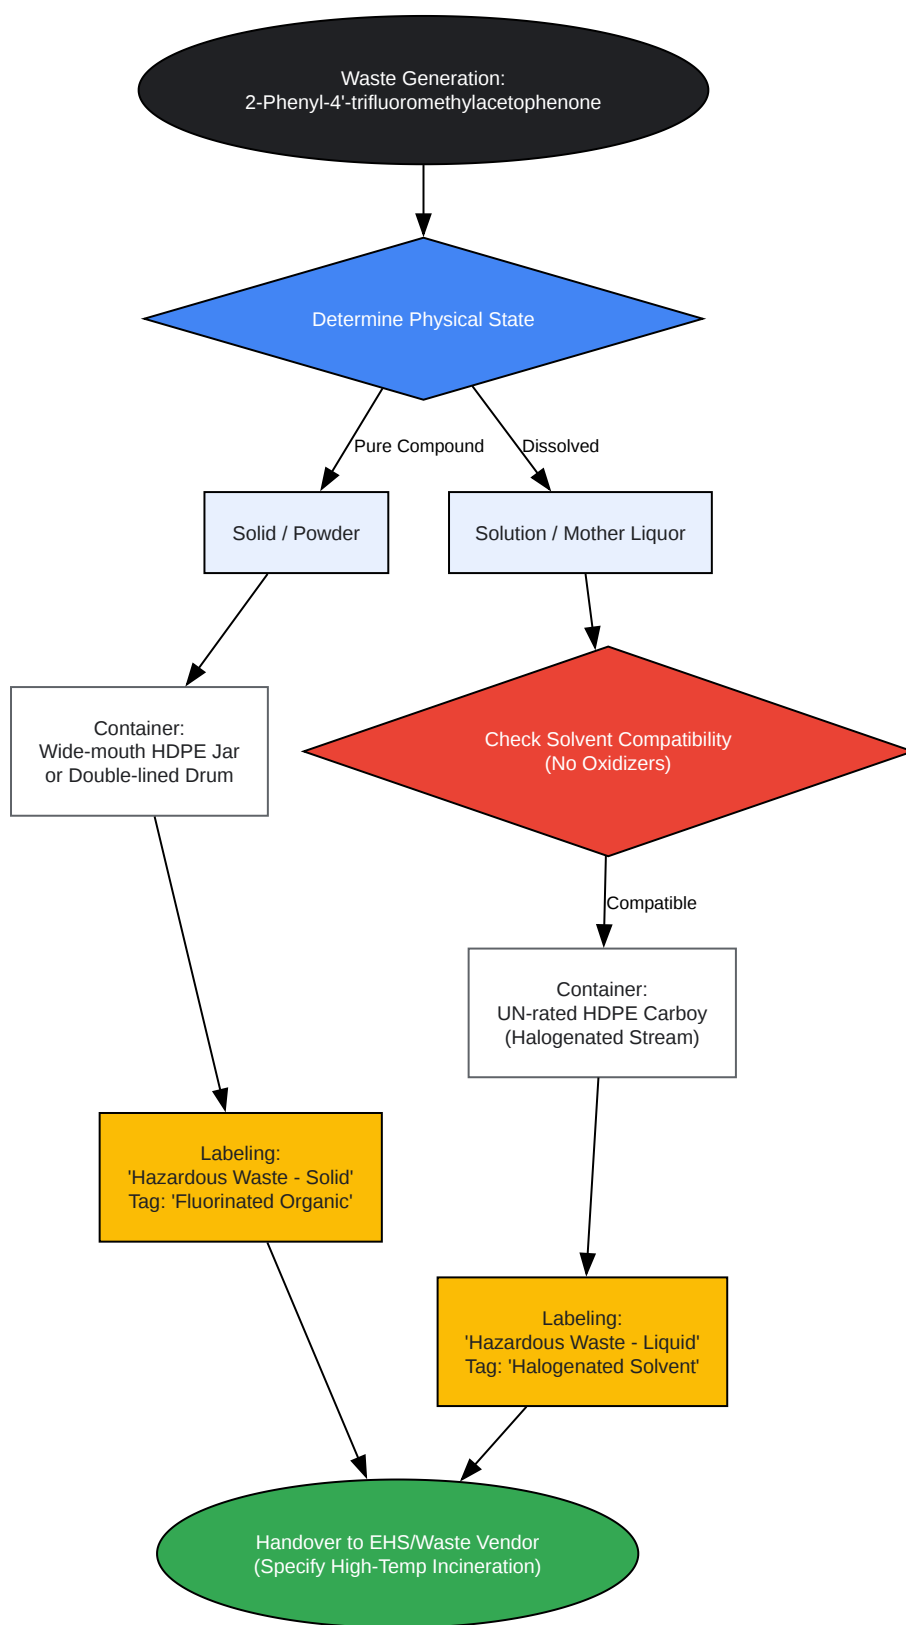 Waste Generation:
2-Phenyl-4'-trifluoromethylacetophenone
Determine Physical State
Pure Compound
Dissolved
Solid / Powder
Solution / Mother Liquor
Container:
Wide-mouth HDPE Jar
or Double-lined Drum
Check Solvent Compatibility
(No Oxidizers)
Compatible
Container:
UN-rated HDPE Carboy
(Halogenated Stream)
Labeling:
'Hazardous Waste - Solid'
Tag: 'Fluorinated Organic'
Labeling:
'Hazardous Waste - Liquid'
Tag: 'Halogenated Solvent'
Handover to EHS/Waste Vendor
(Specify High-Temp Incineration)